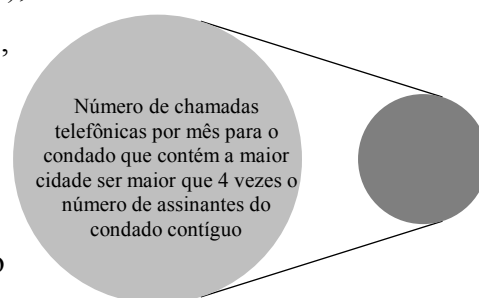 ,
Número de chamadas
telefônicas por mês para o
condado que contém a maior
cidade ser maior que 4 vezes o
número de assinantes do
condado contíguo
o